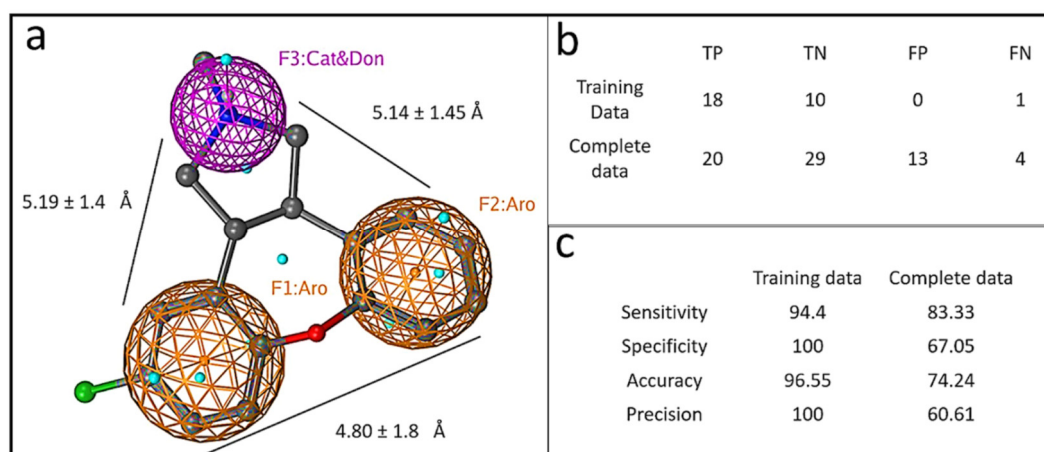 a
F3:Cat&Don
5.14 ± 1.45 Å
5.19 ± 1.4 Å
F2:Aro
F1:Aro
4.80 ± 1.8 Å
b
TP TN FP FN
Training Data 18 10 0 1
Complete data 20 29 13 4
c
Training data Complete data
Sensitivity 94.4 83.33
Specificity 100 67.05
Accuracy 96.55 74.24
Precision 100 60.61